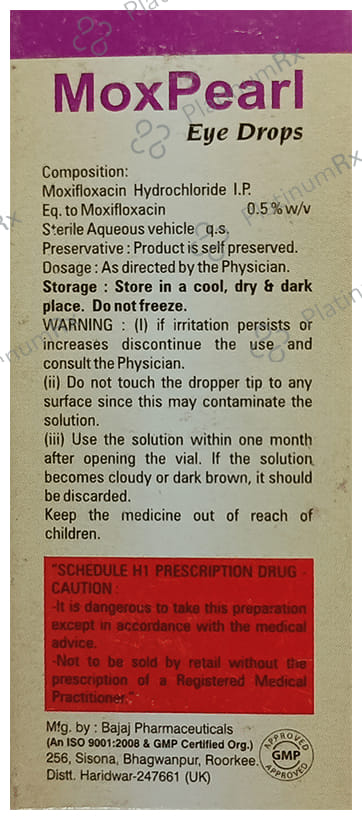 MoxPearl
Eye Drops
Composition:
Moxifloxacin Hydrochloride I.P.
Eq. to Moxifloxacin 0.5 % w/v
Sterile Aqueous vehicle q.s.
Preservative : Product is self preserved.
Dosage : As directed by the Physician.
Storage : Store in a cool, dry & dark
place. Do not freeze.
WARNING : (I) if irritation persists or
increases discontinue the use and
consult the Physician.
(ii) Do not touch the dropper tip to any
surface since this may contaminate the
solution.
(iii) Use the solution within one month
after opening the vial. If the solution
becomes cloudy or dark brown, it should
be discarded.
Keep the medicine out of reach of
children.
"SCHEDULE H1 PRESCRIPTION DRUG -
CAUTION :
-It is dangerous to take this preparation
except in accordance with the medical
advice.
-Not to be sold by retail without the
prescription of a Registered Medical
Practitioner."
Mfg. by : Bajaj Pharmaceuticals
(An ISO 9001:2008 & GMP Certified Org.)
256, Sisona, Bhagwanpur, Roorkee.
Distt. Haridwar-247661 (UK)
APPROVED
GMP
APPROVED
PlatinumRx
PlatinumRx
PlatinumRx